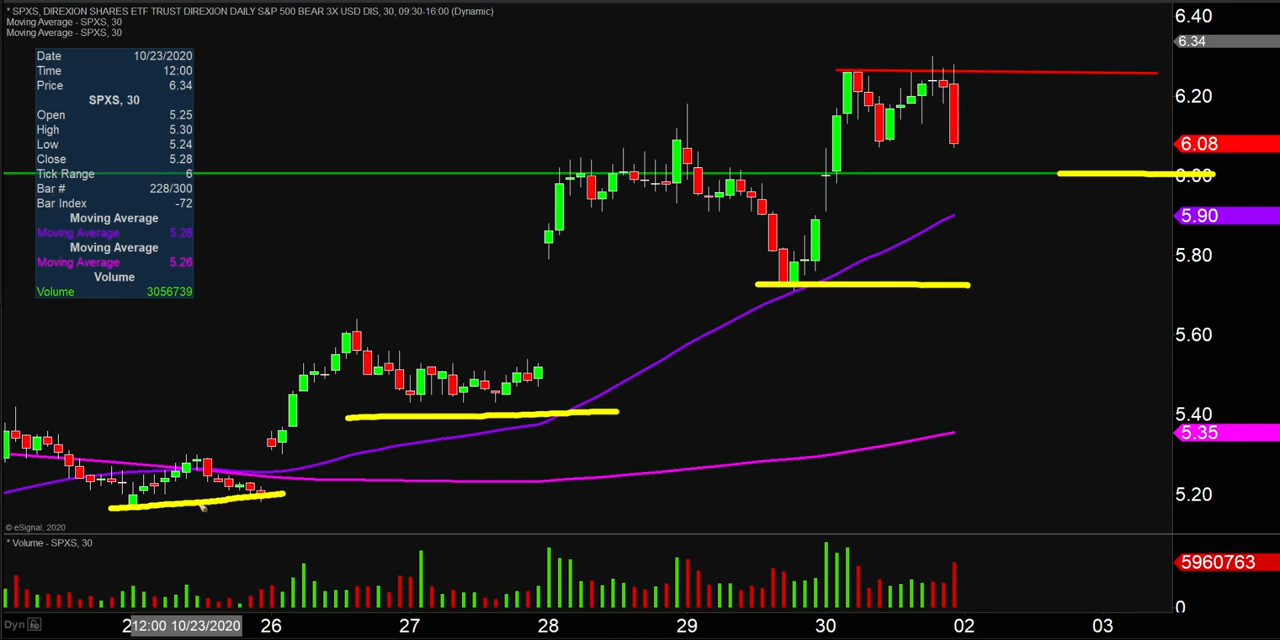 * SPXS, DIREXION SHARES ETF TRUST DIREXION DAILY S&P 500 BEAR 3X USD DIS, 30, 09:30-16:00 (Dynamic)
Moving Average - SPXS, 30
Moving Average - SPXS, 30
Date 10/23/2020
Time 12:00
Price 6.34
SPXS, 30
Open 5.25
High 5.30
Low 5.24
Close 5.28
Tick Range 6
Bar # 228/300
Bar Index -72
Moving Average
Moving Average 5.26
Moving Average
Moving Average 5.26
Volume
Volume 3056739
6.40
6.34
6.20
6.08
6.00
5.90
5.80
5.60
5.40
5.35
5.20
© eSignal, 2020
* Volume - SPXS, 30
5960763
0
Dyn 2 12:00 10/23/2020 26 27 28 29 30 02 03